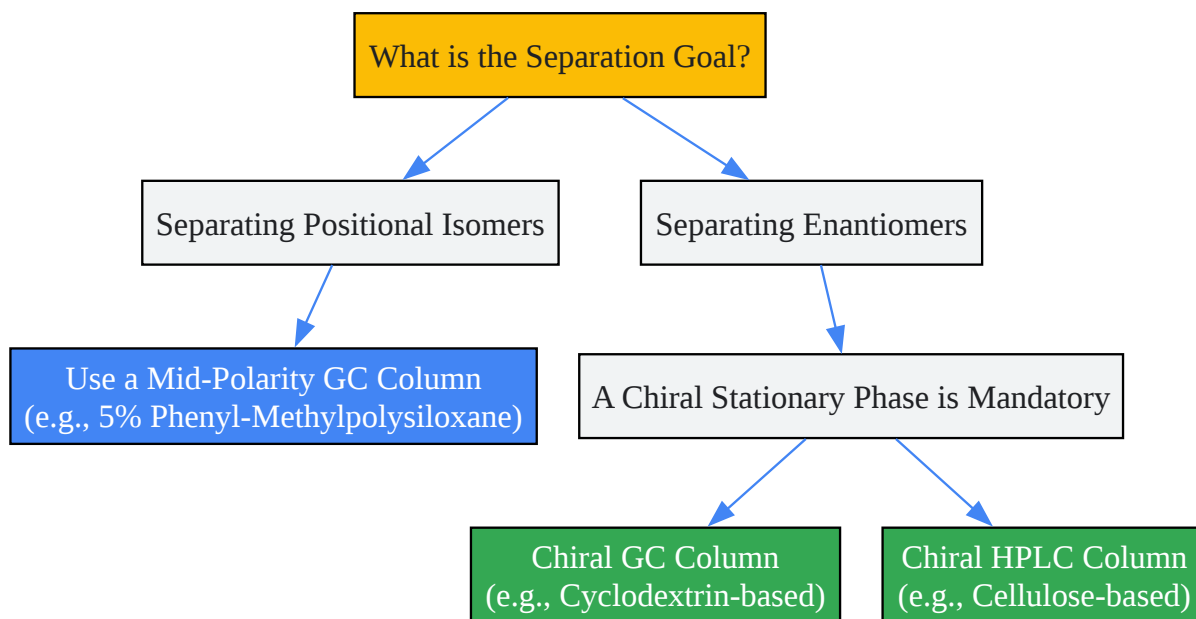 What is the Separation Goal?
Separating Positional Isomers
Separating Enantiomers
Use a Mid-Polarity GC Column
(e.g., 5% Phenyl-Methylpolysiloxane)
A Chiral Stationary Phase is Mandatory
Chiral GC Column
(e.g., Cyclodextrin-based)
Chiral HPLC Column
(e.g., Cellulose-based)